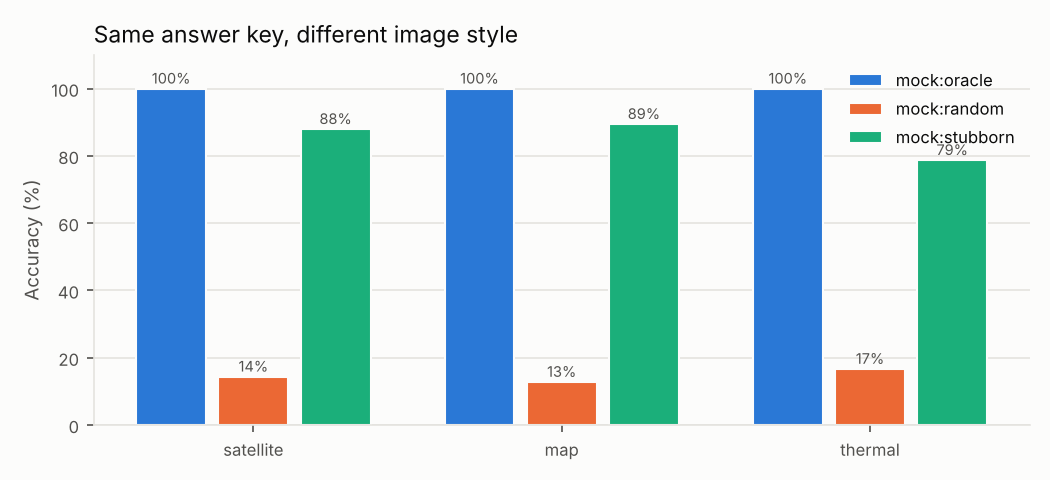 Same answer key, different image style
Accuracy (%)
100
80
60
40
20
0
100%
14%
88%
100%
13%
89%
100%
17%
79%
mock:oracle
mock:random
mock:stubborn
satellite
map
thermal